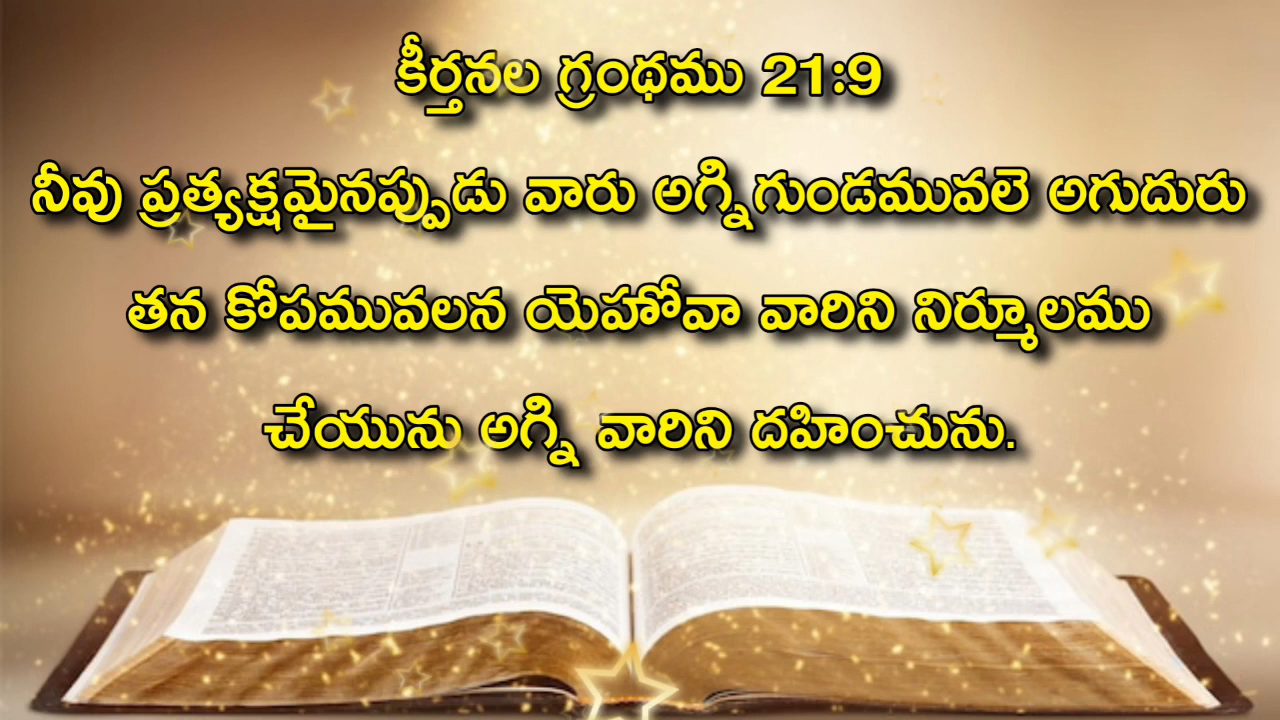 కీర్తనల గ్రంథము 21:9
నీవు ప్రత్యక్షమైనప్పుడు వారు అగ్నిగుండమువలె అగుదురు
తన కోపమువలన యెహోవా వారిని నిర్మూలము
చేయును అగ్ని వారిని దహించును.